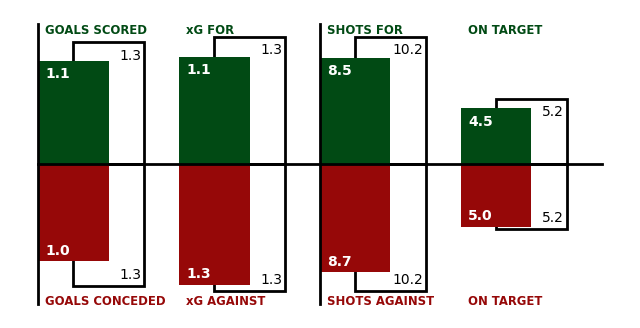 GOALS SCORED xG FOR SHOTS FOR ON TARGET
1.3 1.3 10.2
1.1 1.1 8.5
5.2
4.5
5.0 5.2
1.0 1.3 8.7
1.3 1.3 10.2
GOALS CONCEDED xG AGAINST SHOTS AGAINST ON TARGET